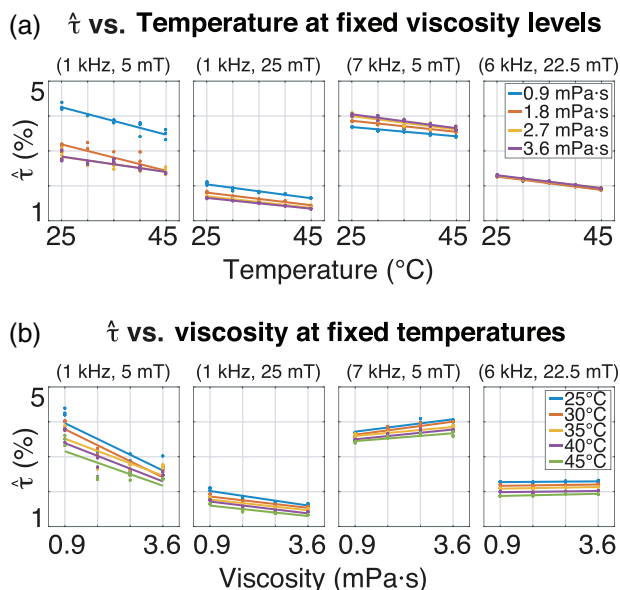 (a) τ̂ vs. Temperature at fixed viscosity levels
(1 kHz, 5 mT) (1 kHz, 25 mT) (7 kHz, 5 mT) (6 kHz, 22.5 mT)
5
0.9 mPa·s
1.8 mPa·s
2.7 mPa·s
3.6 mPa·s
τ̂ (%)
1
25 45 25 45 25 45 25 45
Temperature (°C)
(b) τ̂ vs. viscosity at fixed temperatures
(1 kHz, 5 mT) (1 kHz, 25 mT) (7 kHz, 5 mT) (6 kHz, 22.5 mT)
5
25°C
30°C
35°C
40°C
45°C
τ̂ (%)
1
0.9 3.6 0.9 3.6 0.9 3.6 0.9 3.6
Viscosity (mPa·s)